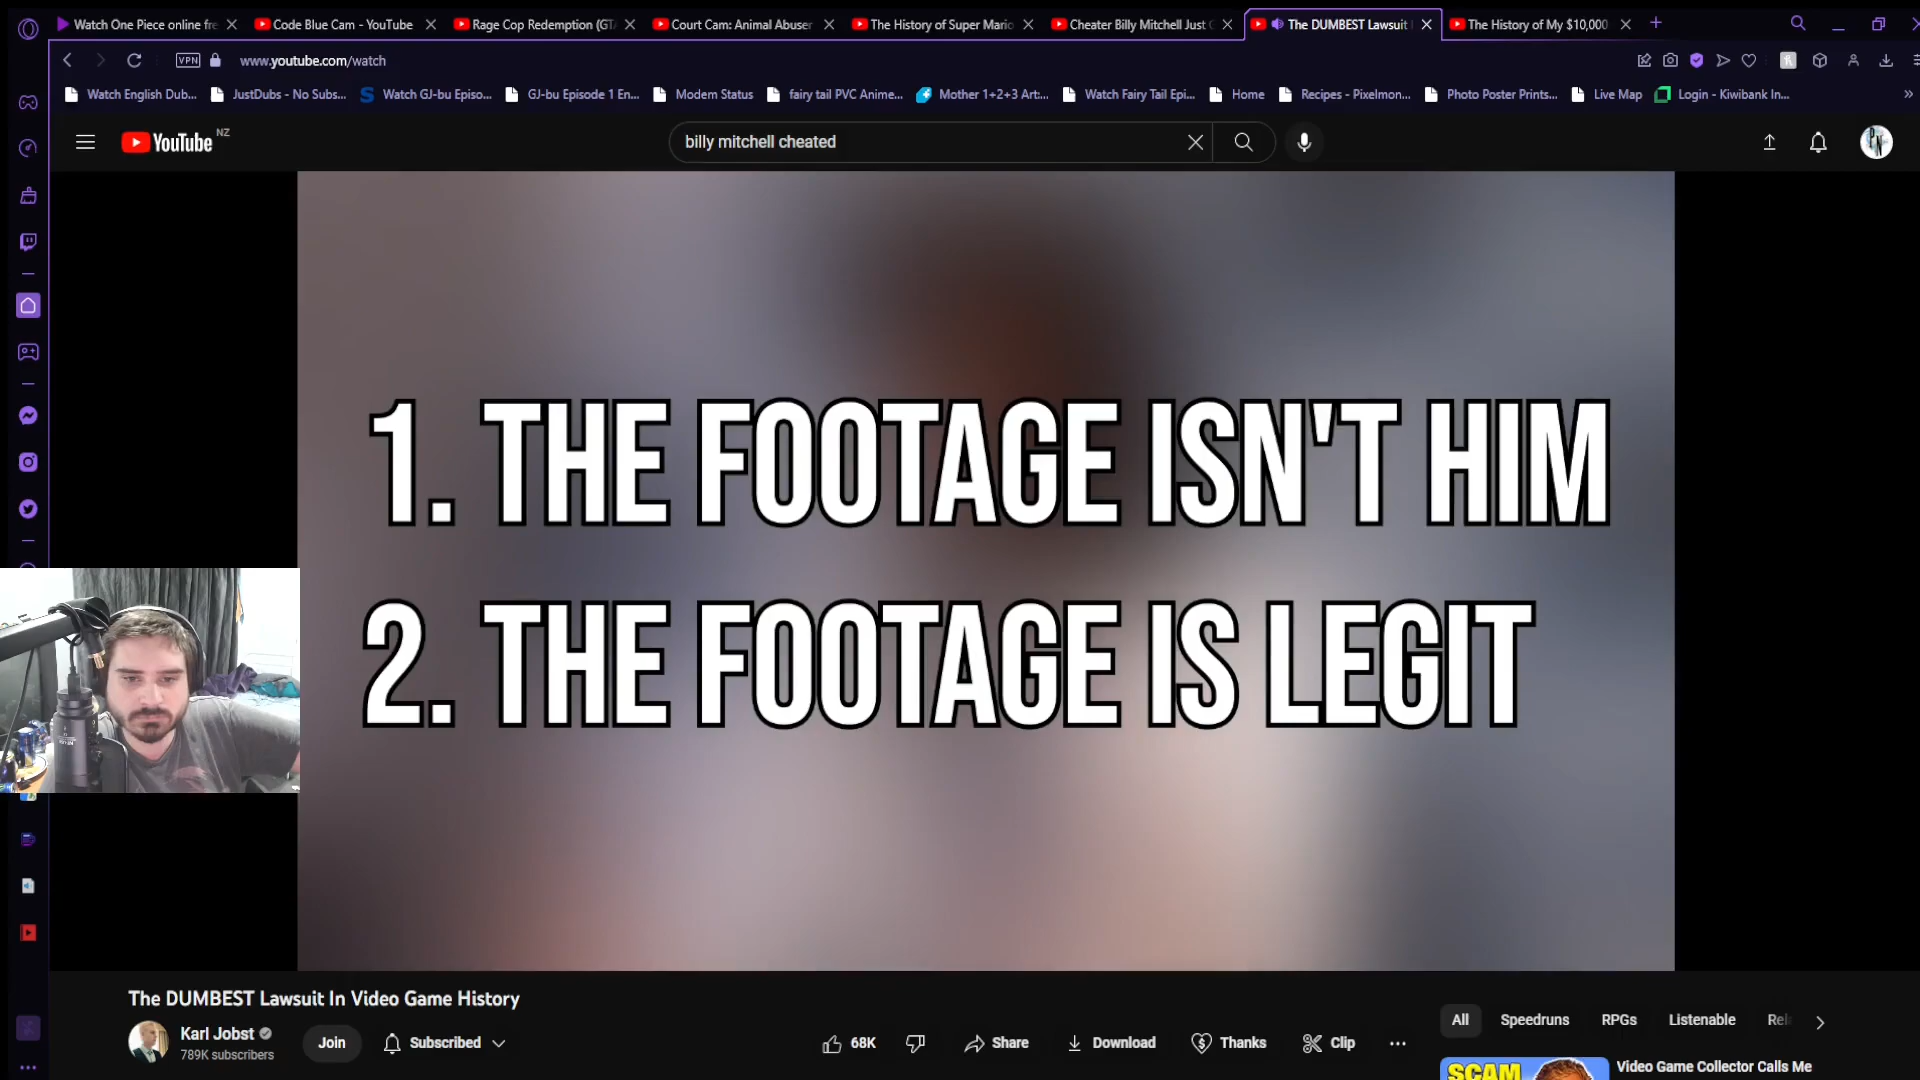 Watch One Piece online fre
Code Blue Cam - YouTube
Rage Cop Redemption (GTA
Court Cam: Animal Abuser
The History of Super Mario
Cheater Billy Mitchell Just
The DUMBEST Lawsuit
The History of My $10,000
VPN
www.youtube.com/watch
Watch English Dub...
JustDubs - No Subs...
Watch GJ-bu Episo...
GJ-bu Episode 1 En...
Modem Status
fairy tail PVC Anime...
Mother 1+2+3 Art:...
Watch Fairy Tail Epi...
Home
Recipes - Pixelmon...
Photo Poster Prints...
Live Map
Login - Kiwibank In...
YouTube NZ
billy mitchell cheated
1. THE FOOTAGE ISN'T HIM
2. THE FOOTAGE IS LEGIT
The DUMBEST Lawsuit In Video Game History
Karl Jobst
789K subscribers
Join
Subscribed
68K
Share
Download
Thanks
Clip
All
Speedruns
RPGs
Listenable
SCAM
Video Game Collector Calls Me